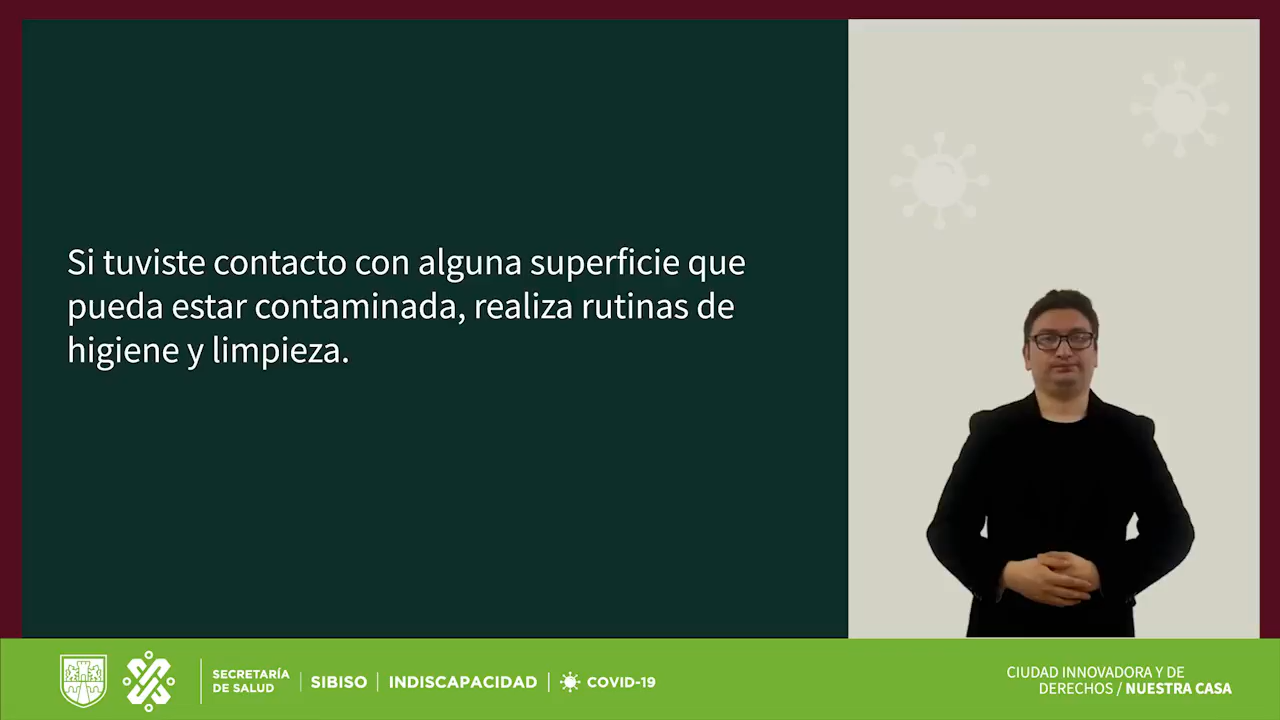 Si tuviste contacto con alguna superficie que
pueda estar contaminada, realiza rutinas de
higiene y limpieza.
SECRETARÍA
DE SALUD
SIBISO
INDISCAPACIDAD
COVID-19
CIUDAD INNOVADORA Y DE
DERECHOS / NUESTRA CASA